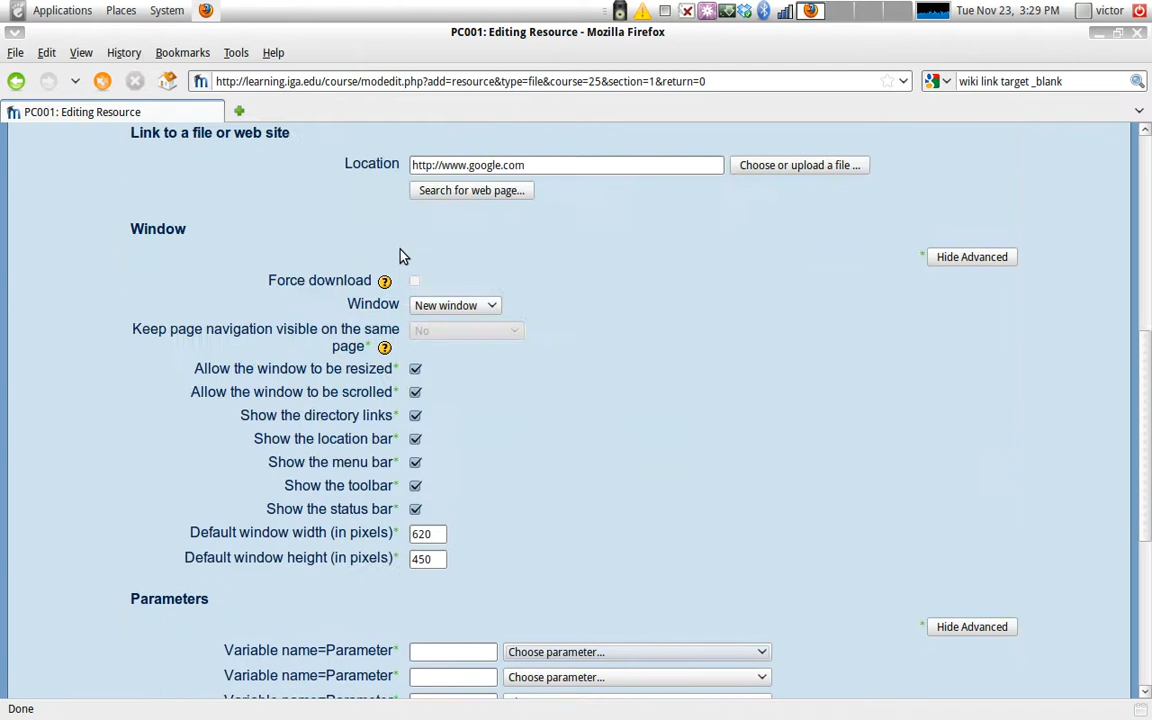 Applications Places System Tue Nov 23, 3:29 PM victor
PC001: Editing Resource - Mozilla Firefox
File Edit View History Bookmarks Tools Help
http://learning.iga.edu/course/modedit.php?add=resource&type=file&course=25&section=1&return=0 wiki link target _blank
PC001: Editing Resource
Link to a file or web site
Location http://www.google.com Choose or upload a file ...
Search for web page...
Window
* Hide Advanced
Force download ?
Window New window
Keep page navigation visible on the same No
page* ?
Allow the window to be resized*
Allow the window to be scrolled*
Show the directory links*
Show the location bar*
Show the menu bar*
Show the toolbar*
Show the status bar*
Default window width (in pixels)* 620
Default window height (in pixels)* 450
Parameters
* Hide Advanced
Variable name=Parameter* Choose parameter...
Variable name=Parameter* Choose parameter...
Done